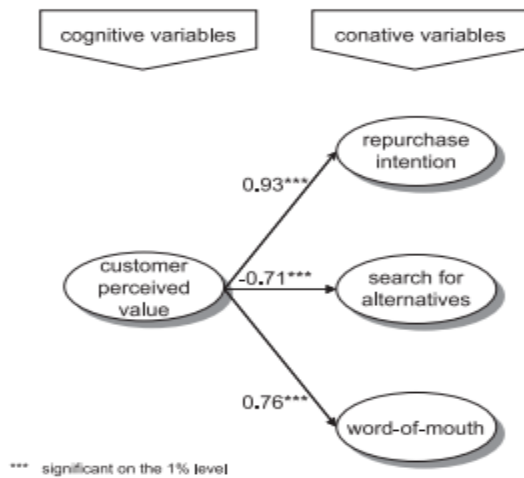 cognitive variables
conative variables
repurchase
intention
0.93***
customer
perceived
value
-0.71***
search for
alternatives
0.76***
word-of-mouth
*** significant on the 1% level